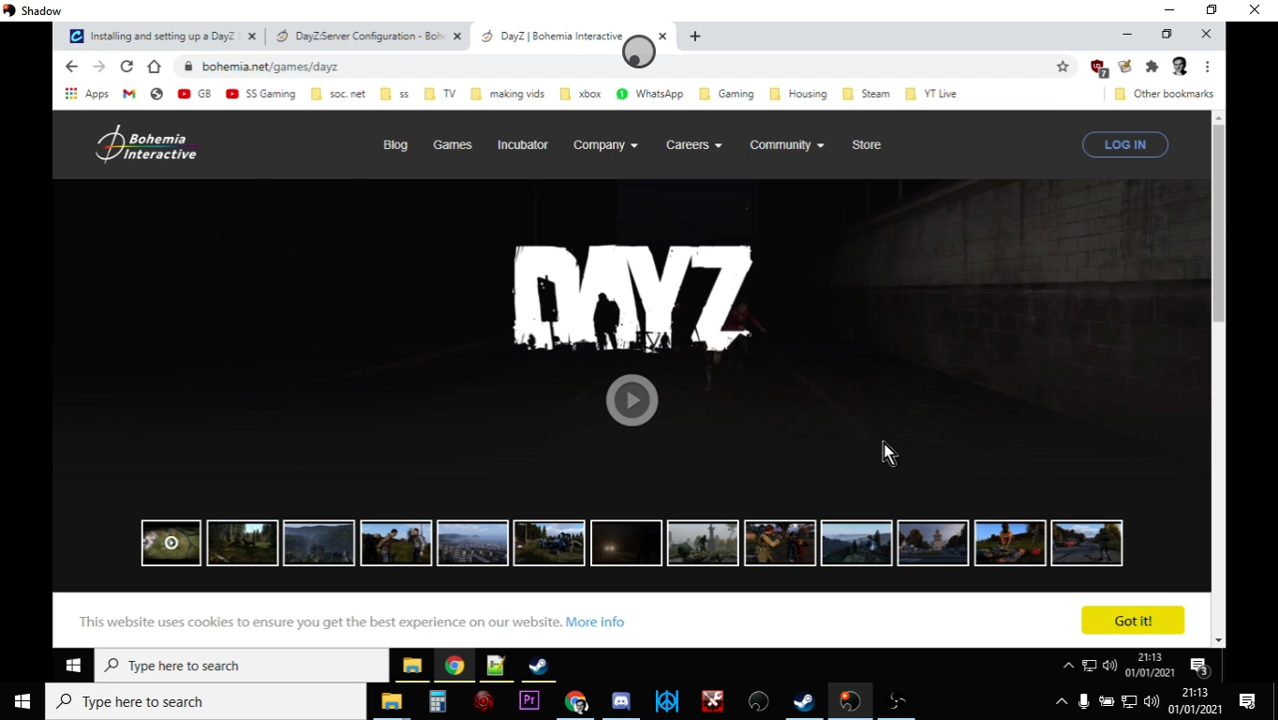 Shadow
Installing and setting up a DayZ
DayZ:Server Configuration - Boh
DayZ | Bohemia Interactive
bohemia.net/games/dayz
7
Apps
GB
SS Gaming
soc. net
ss
TV
making vids
xbox
1
WhatsApp
Gaming
Housing
Steam
YT Live
Other bookmarks
Bohemia
Interactive
Blog
Games
Incubator
Company
Careers
Community
Store
LOG IN
DAYZ
This website uses cookies to ensure you get the best experience on our website. More info
Got it!
Type here to search
21:13
01/01/2021
3
Type here to search
Pr
21:13
01/01/2021